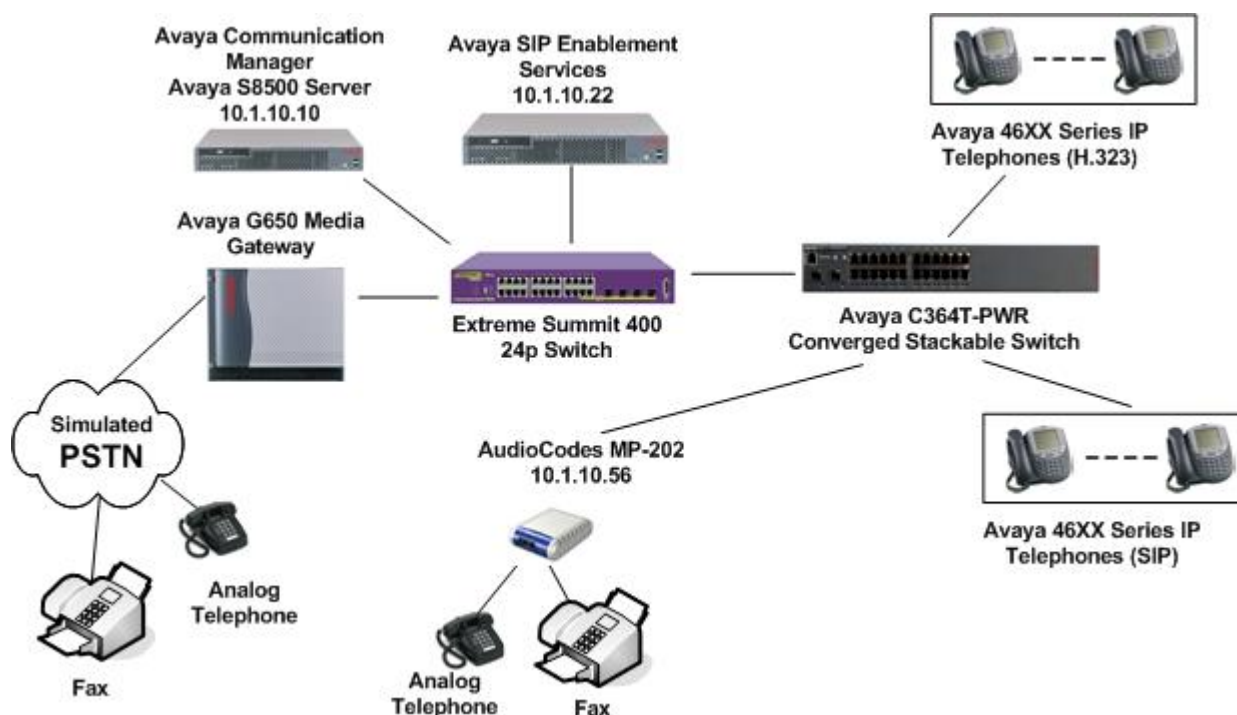 Avaya Communication
Manager
Avaya S8500 Server
10.1.10.10
Avaya SIP Enablement
Services
10.1.10.22
Avaya 46XX Series IP
Telephones (H.323)
Avaya G650 Media
Gateway
Extreme Summit 400
24p Switch
Avaya C364T-PWR
Converged Stackable Switch
Simulated
PSTN
AudioCodes MP-202
10.1.10.56
Avaya 46XX Series IP
Telephones (SIP)
Analog
Telephone
Fax
Analog
Telephone
Fax